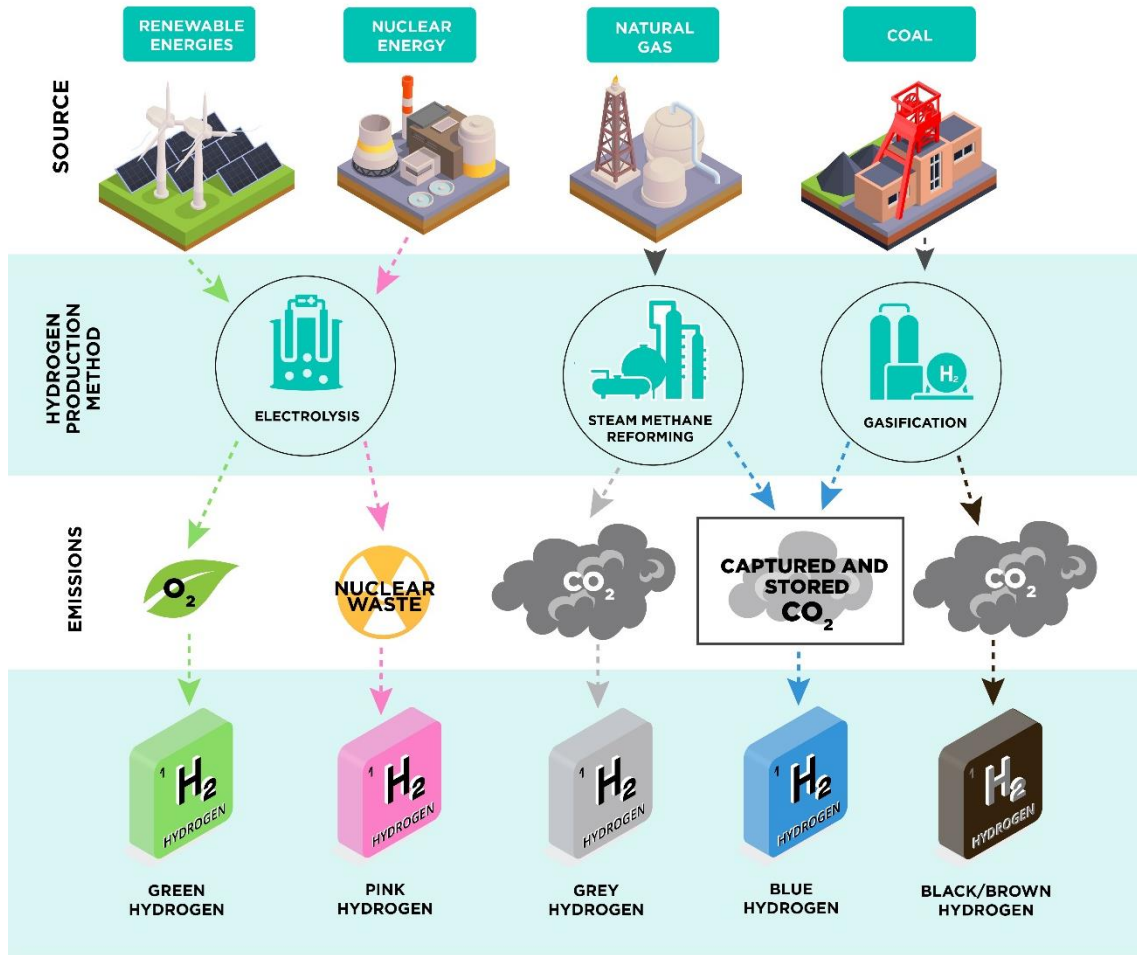 RENEWABLE
ENERGIES
NUCLEAR
ENERGY
NATURAL
GAS
COAL
SOURCE
HYDROGEN
PRODUCTION
METHOD
ELECTROLYSIS
STEAM METHANE
REFORMING
H2
GASIFICATION
EMISSIONS
O2
NUCLEAR
WASTE
CO2
CAPTURED AND
STORED
CO2
CO2
1
H2
HYDROGEN
1
H2
HYDROGEN
1
H2
HYDROGEN
1
H2
HYDROGEN
1
H2
HYDROGEN
GREEN
HYDROGEN
PINK
HYDROGEN
GREY
HYDROGEN
BLUE
HYDROGEN
BLACK/BROWN
HYDROGEN